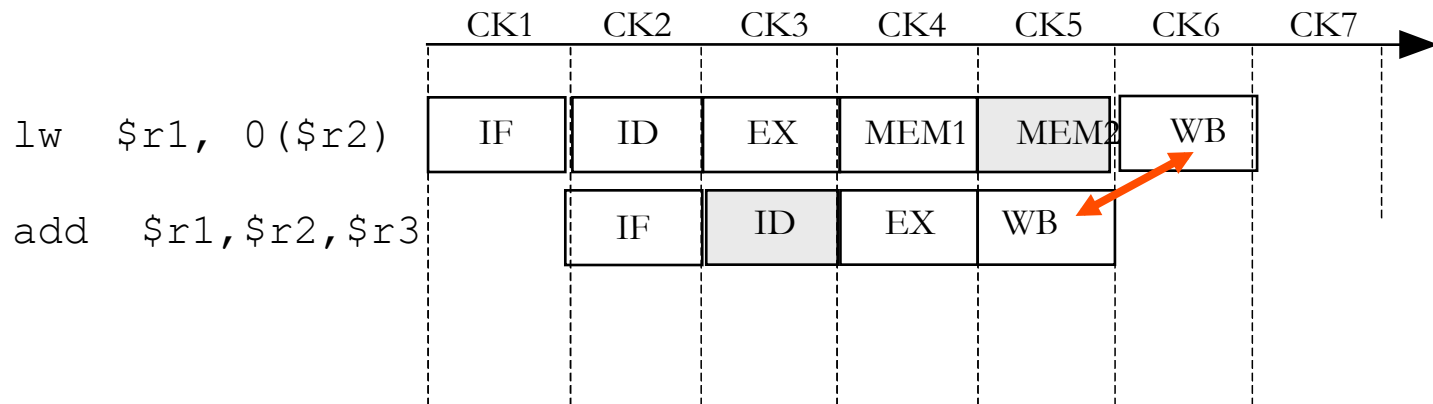 CK1 CK2 CK3 CK4 CK5 CK6 CK7
lw $r1, 0($r2) IF ID EX MEM1 MEM2 WB
add $r1,$r2,$r3 IF ID EX WB